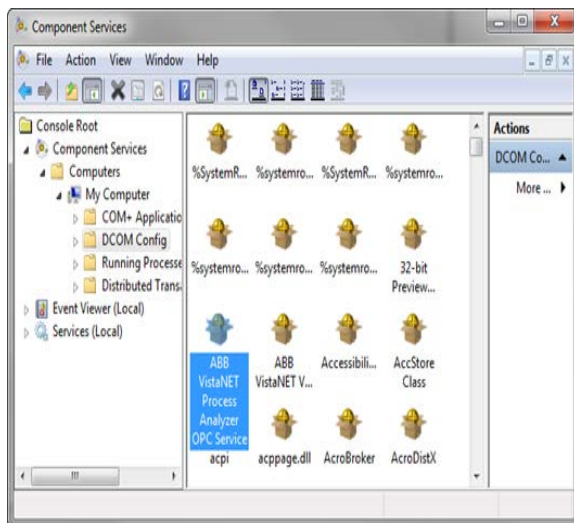 Component Services
File Action View Window Help
Console Root
Component Services
Computers
My Computer
COM+ Applicatio
DCOM Config
Running Processe
Distributed Transa
Event Viewer (Local)
Services (Local)
%SystemR... %systemro... %SystemR... %systemro...
%systemro... %systemro... %systemro... 32-bit
Preview...
ABB
VistaNET
Process
Analyzer
OPC Service
ABB
VistaNET V...
Accessibili...
AccStore
Class
acpi acppage.dll AcroBroker AcroDistX
Actions
DCOM Co...
More ...